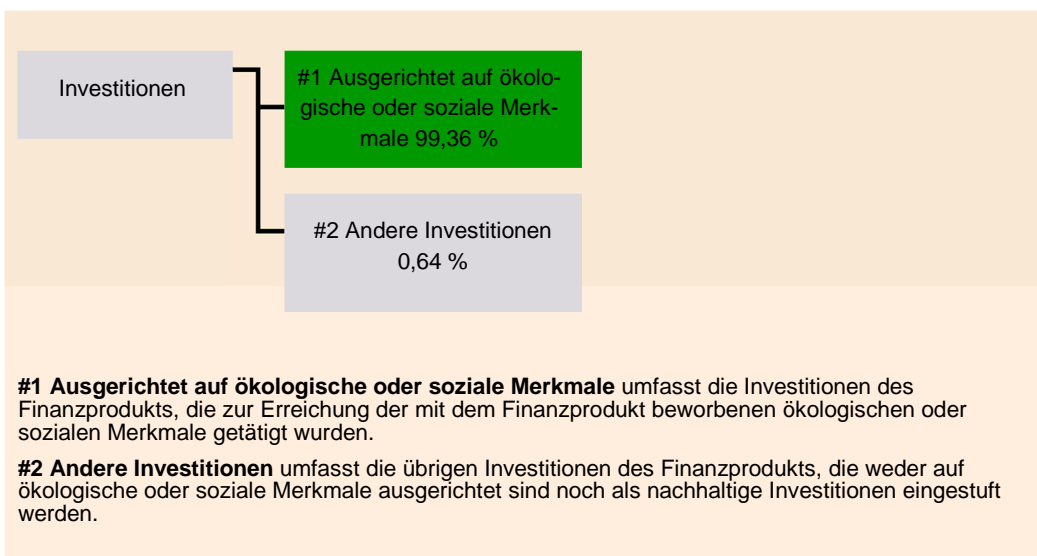 Investitionen
#1 Ausgerichtet auf ökolo-
gische oder soziale Merk-
male 99,36 %
#2 Andere Investitionen
0,64 %
#1 Ausgerichtet auf ökologische oder soziale Merkmale umfasst die Investitionen des
Finanzprodukts, die zur Erreichung der mit dem Finanzprodukt beworbenen ökologischen oder
sozialen Merkmale getätigt wurden.
#2 Andere Investitionen umfasst die übrigen Investitionen des Finanzprodukts, die weder auf
ökologische oder soziale Merkmale ausgerichtet sind noch als nachhaltige Investitionen eingestuft
werden.